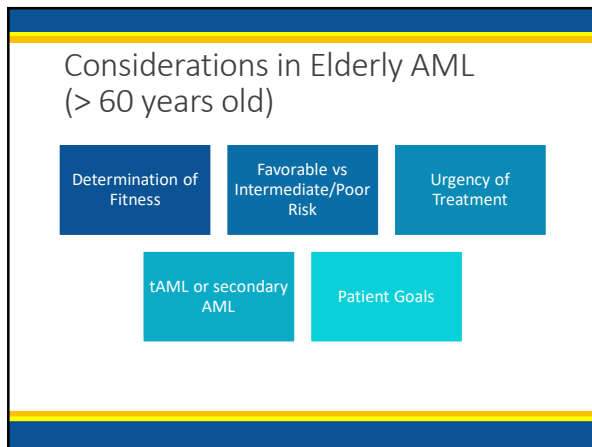 Considerations in Elderly AML
(> 60 years old)
Determination of
Fitness
Favorable vs
Intermediate/Poor
Risk
Urgency of
Treatment
tAML or secondary
AML
Patient Goals